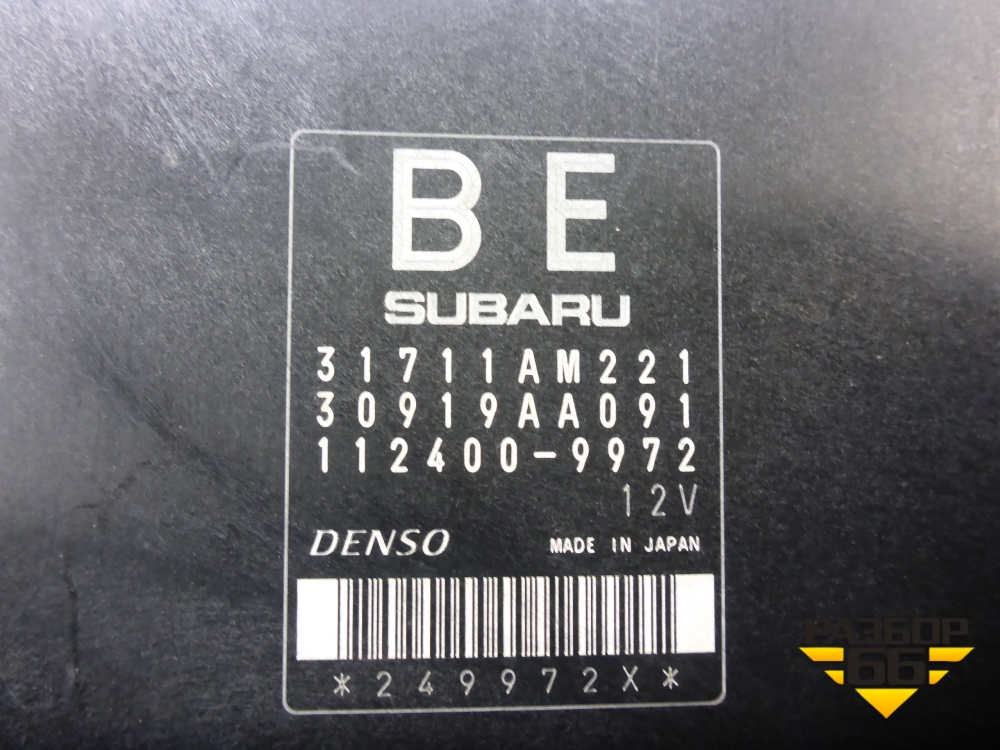 BE
SUBARU
31711AM221
30919AA091
112400-9972
12V
DENSO MADE IN JAPAN
*249972X*
РАЗБОР
66